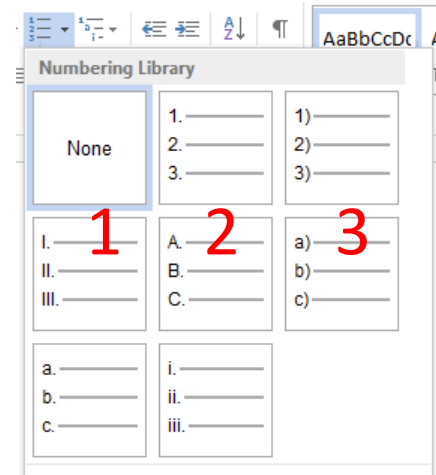 AaBbCcDc
Numbering Library
None
1.
2.
3.
1)
2)
3)
I.
II.
III.
1
A.
B.
C.
2
a)
b)
c)
3
a.
b.
c.
i.
ii.
iii.